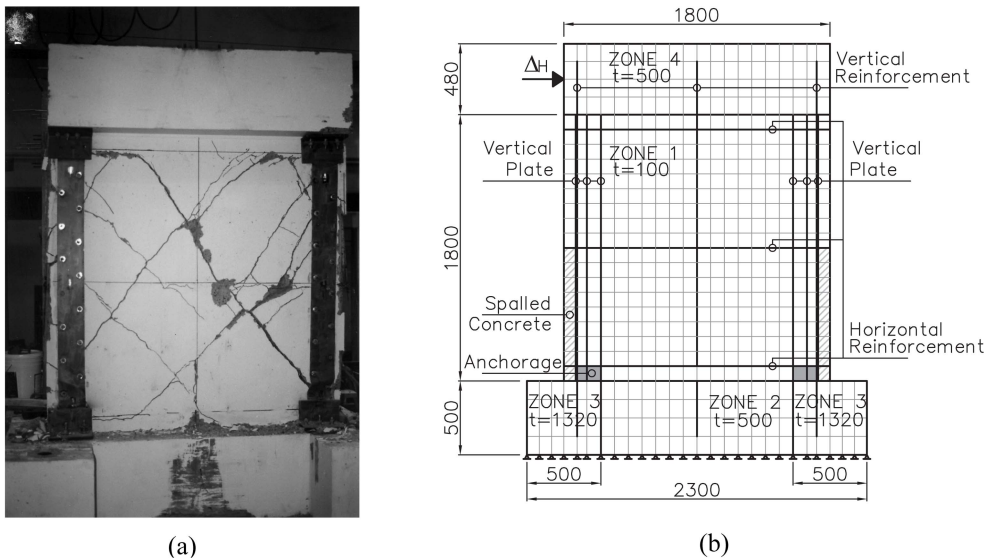 1800
480
ΔH
ZONE 4
t=500
Vertical
Reinforcement
1800
Vertical
Plate
ZONE 1
t=100
Vertical
Plate
Spalled
Concrete
Anchorage
Horizontal
Reinforcement
500
ZONE 3
t=1320
ZONE 2
t=500
ZONE 3
t=1320
500
500
2300
(a)
(b)